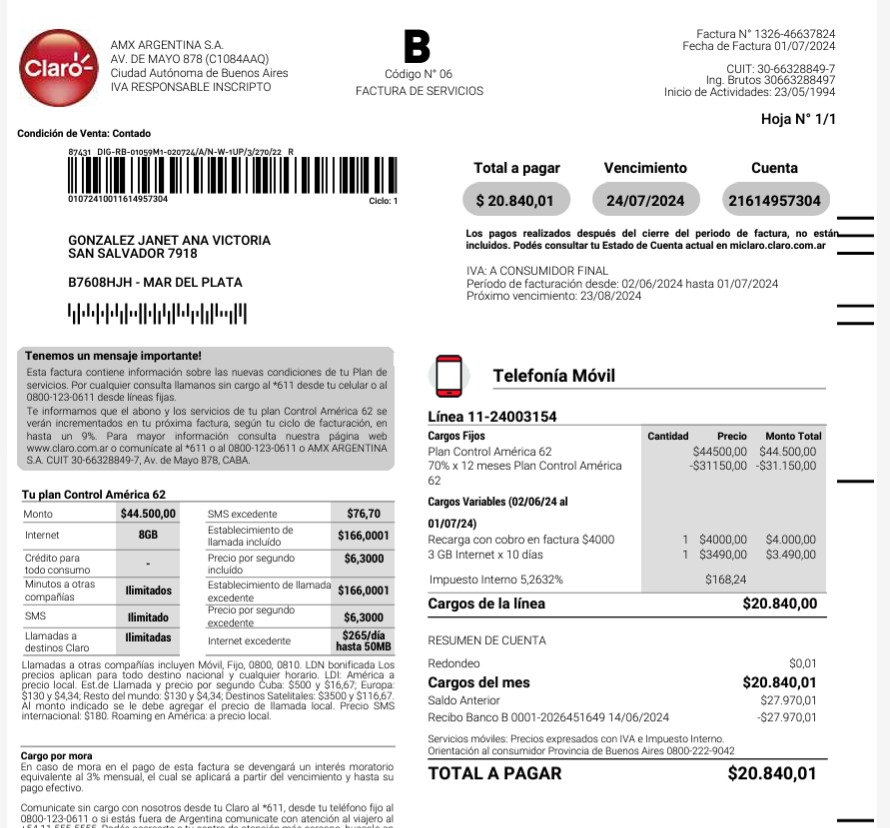 Claro
AMX ARGENTINA S.A.
AV. DE MAYO 878 (C1084AAQ)
Ciudad Autónoma de Buenos Aires
IVA RESPONSABLE INSCRIPTO
B
Código N° 06
FACTURA DE SERVICIOS
Factura N° 1326-46637824
Fecha de Factura 01/07/2024
CUIT: 30-66328849-7
Ing. Brutos 30663288497
Inicio de Actividades: 23/05/1994
Hoja N° 1/1
Condición de Venta: Contado
87431 DIG-RB-01059M1-020724/A/N-W-1UP/3/270/22 R
01072410011614957304
Ciclo: 1
GONZALEZ JANET ANA VICTORIA
SAN SALVADOR 7918
B7608HJH - MAR DEL PLATA
Total a pagar Vencimiento Cuenta
$ 20.840,01 24/07/2024 21614957304
Los pagos realizados después del cierre del periodo de factura, no están
incluidos. Podés consultar tu Estado de Cuenta actual en miclaro.com.ar
IVA: A CONSUMIDOR FINAL
Período de facturación desde: 02/06/2024 hasta 01/07/2024
Próximo vencimiento: 23/08/2024
Tenemos un mensaje importante!
Esta factura contiene información sobre las nuevas condiciones de tu Plan de
servicios. Por cualquier consulta llamanos sin cargo al *611 desde tu celular o al
0800-123-0611 desde líneas fijas.
Te informamos que el abono y los servicios de tu plan Control América 62 se
verán incrementados en tu próxima factura, según tu ciclo de facturación, en
hasta un 9%. Para mayor información consulta nuestra página web
www.claro.com.ar o comunícate al *611 o al 0800-123-0611 o AMX ARGENTINA
S.A. CUIT 30-66328849-7, Av. de Mayo 878, CABA.
Tu plan Control América 62
Monto $44.500,00 SMS excedente $76,70
Internet 8GB Establecimiento de
llamada incluído $166,0001
Crédito para
todo consumo - Precio por segundo
incluído $6,3000
Minutos a otras
compañías Ilimitados Establecimiento de llamada
excedente $166,0001
SMS Ilimitado Precio por segundo
excedente $6,3000
Llamadas a
destinos Claro Ilimitadas Internet excedente $265/día
hasta 50MB
Llamadas a otras compañías incluyen Móvil, Fijo, 0800, 0810. LDN bonificada Los
precios aplican para todo destino nacional y cualquier horario. LDI: América a
precio local. Est.de Llamada y precio por segundo Cuba: $500 y $16,67; Europa:
$130 y $4,34; Resto del mundo: $130 y $4,34; Destinos Satelitales: $3500 y $116,67.
Al monto indicado se le debe agregar el precio de llamada local. Precio SMS
internacional: $180. Roaming en América: a precio local.
Cargo por mora
En caso de mora en el pago de esta factura se devengará un interés moratorio
equivalente al 3% mensual, el cual se aplicará a partir del vencimiento y hasta su
pago efectivo.
Comunicate sin cargo con nosotros desde tu Claro al *611, desde tu teléfono fijo al
0800-123-0611 o si estás fuera de Argentina comunicate con atención al viajero al
Telefonía Móvil
Línea 11-24003154
Cargos Fijos Cantidad Precio Monto Total
Plan Control América 62 $44500,00 $44.500,00
70% x 12 meses Plan Control América -$31150,00 -$31.150,00
62
Cargos Variables (02/06/24 al
01/07/24)
Recarga con cobro en factura $4000 1 $4000,00 $4.000,00
3 GB Internet x 10 días 1 $3490,00 $3.490,00
Impuesto Interno 5,2632% $168,24
Cargos de la línea $20.840,00
RESUMEN DE CUENTA
Redondeo $0,01
Cargos del mes $20.840,01
Saldo Anterior $27.970,01
Recibo Banco B 0001-2026451649 14/06/2024 -$27.970,01
Servicios móviles: Precios expresados con IVA e Impuesto Interno.
Orientación al consumidor Provincia de Buenos Aires 0800-222-9042
TOTAL A PAGAR $20.840,01